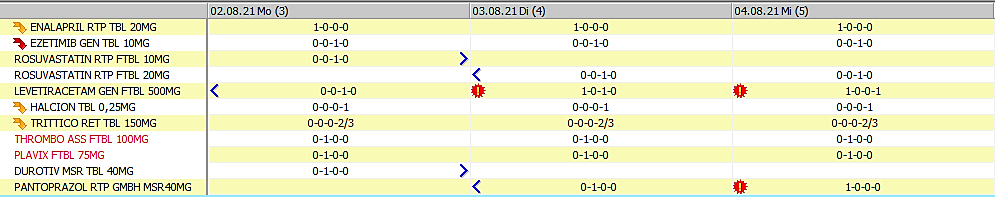 02.08.21 Mo (3) 03.08.21 Di (4) 04.08.21 Mi (5)
ENALAPRIL RTP TBL 20MG 1-0-0-0 1-0-0-0 1-0-0-0
EZETIMIB GEN TBL 10MG 0-0-1-0 0-0-1-0 0-0-1-0
ROSUVASTATIN RTP FTBL 10MG 0-0-1-0
ROSUVASTATIN RTP FTBL 20MG 0-0-1-0 0-0-1-0
LEVETIRACETAM GEN FTBL 500MG 0-0-1-0 1-0-1-0 1-0-0-1
HALCION TBL 0,25MG 0-0-0-1 0-0-0-1 0-0-0-1
TRITTICO RET TBL 150MG 0-0-0-2/3 0-0-0-2/3 0-0-0-2/3
THROMBO ASS FTBL 100MG 0-1-0-0 0-1-0-0 0-1-0-0
PLAVIX FTBL 75MG 0-1-0-0 0-1-0-0 0-1-0-0
DUROTIV MSR TBL 40MG 0-1-0-0
PANTOPRAZOL RTP GMBH MSR40MG 0-1-0-0 1-0-0-0